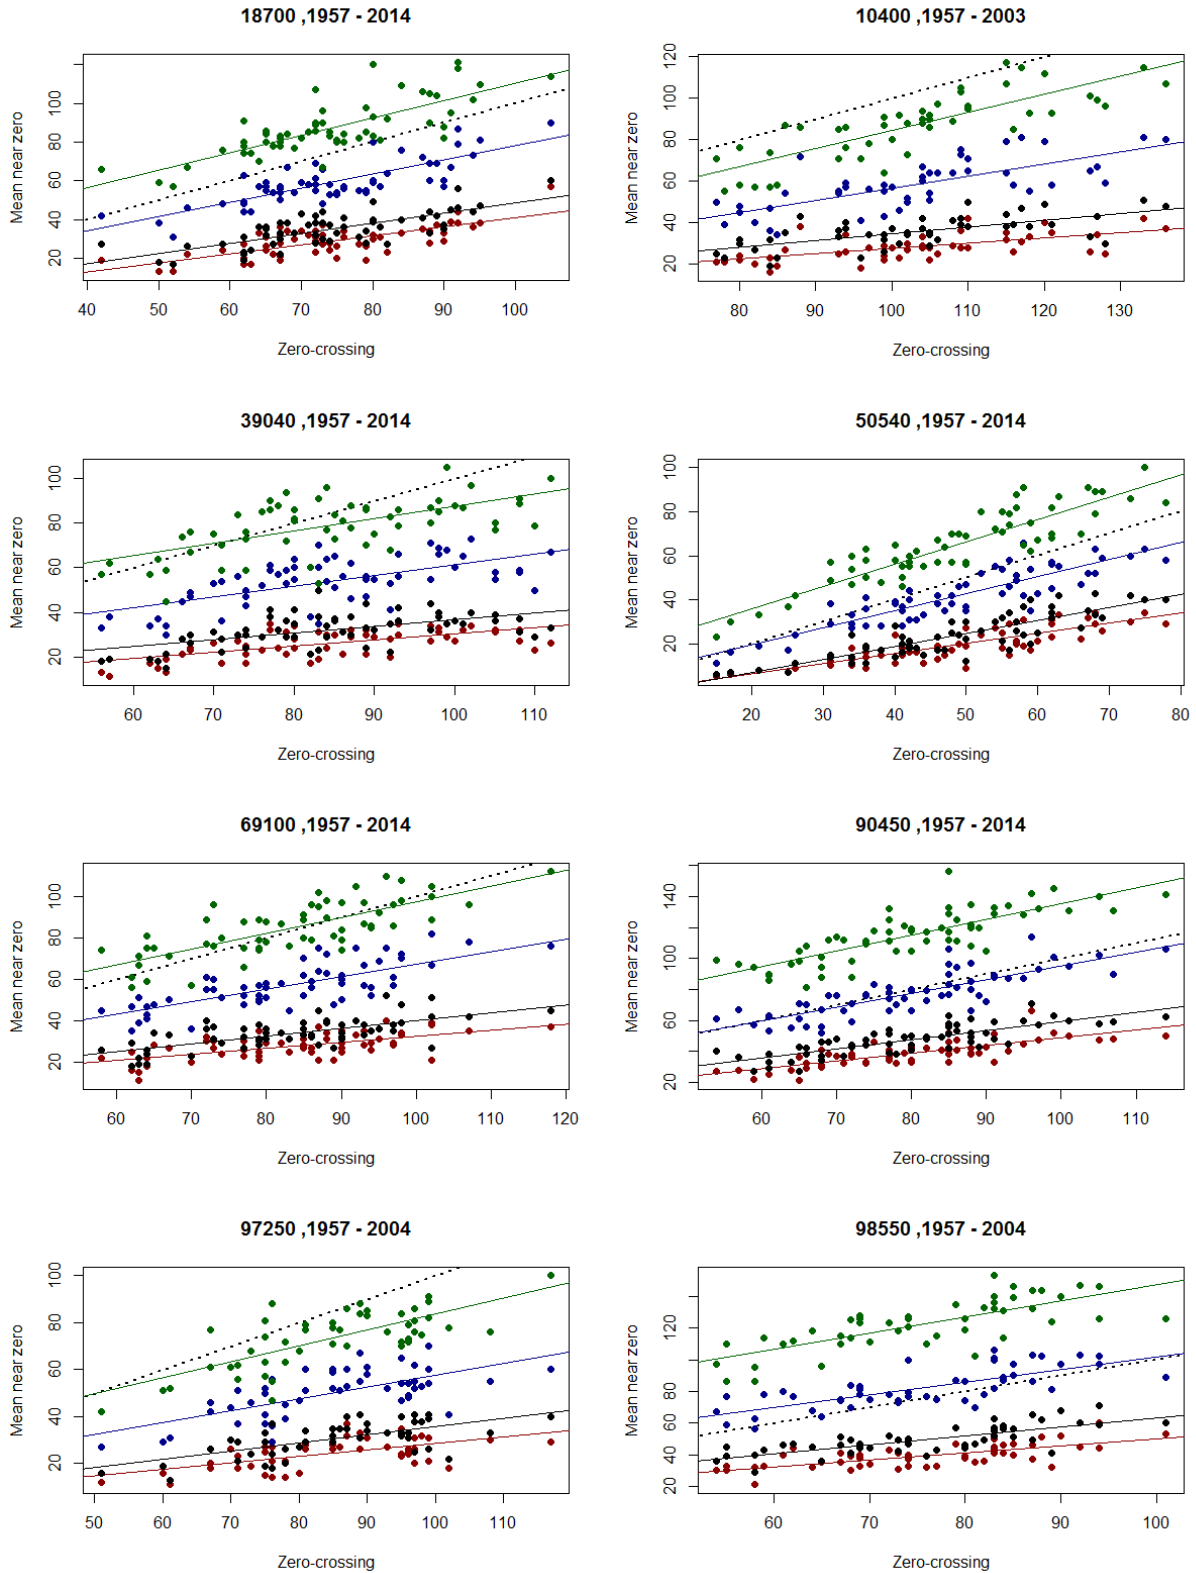 18700 ,1957 - 2014
Mean near zero
20 40 60 80 100
40 50 60 70 80 90 100
Zero-crossing
10400 ,1957 - 2003
Mean near zero
20 40 60 80 100 120
80 90 100 110 120 130
Zero-crossing
39040 ,1957 - 2014
Mean near zero
20 40 60 80 100
60 70 80 90 100 110
Zero-crossing
50540 ,1957 - 2014
Mean near zero
20 40 60 80 100
20 30 40 50 60 70 80
Zero-crossing
69100 ,1957 - 2014
Mean near zero
20 40 60 80 100
60 70 80 90 100 110 120
Zero-crossing
90450 ,1957 - 2014
Mean near zero
20 60 100 140
60 70 80 90 100 110
Zero-crossing
97250 ,1957 - 2004
Mean near zero
20 40 60 80 100
50 60 70 80 90 100 110
Zero-crossing
98550 ,1957 - 2004
Mean near zero
20 40 60 80 120
60 70 80 90 100
Zero-crossing